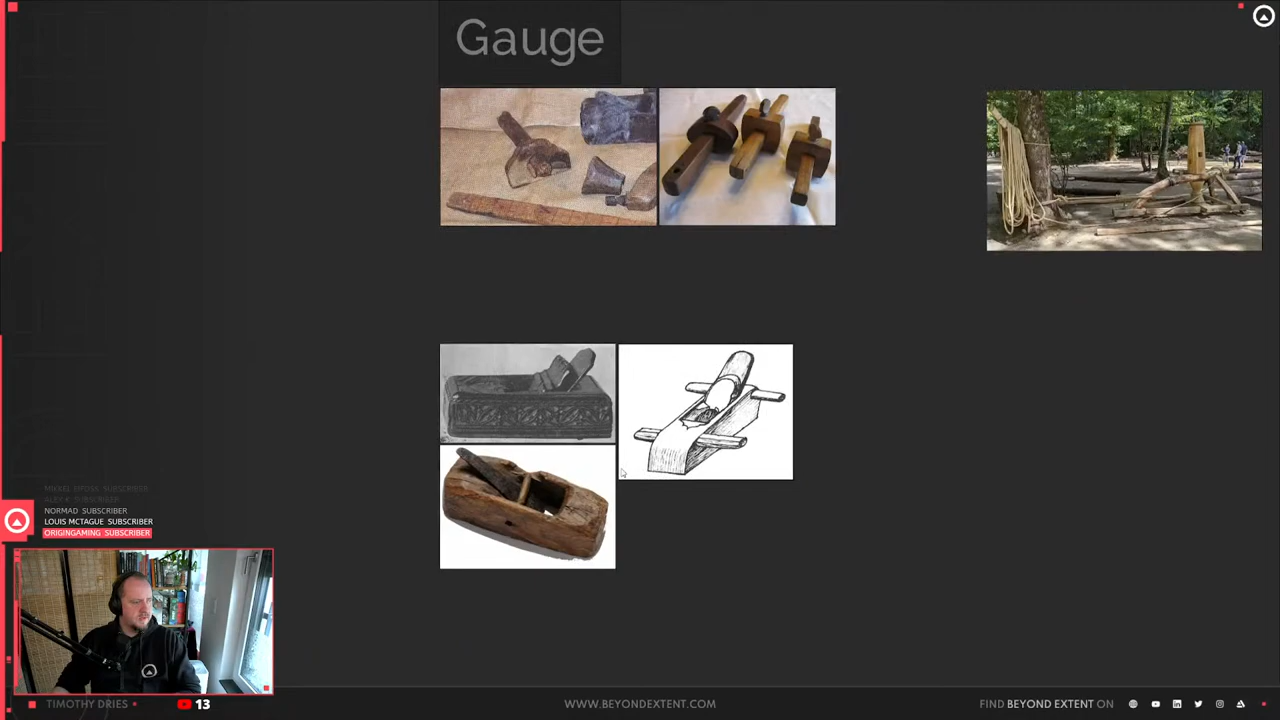 Gauge
NORMAD SUBSCRIBER
LOUIS MCTAGUE SUBSCRIBER
ORIGINGAMING SUBSCRIBER
TIMOTHY DRIES
13
WWW.BEYONDEXTENT.COM
FIND BEYOND EXTENT ON